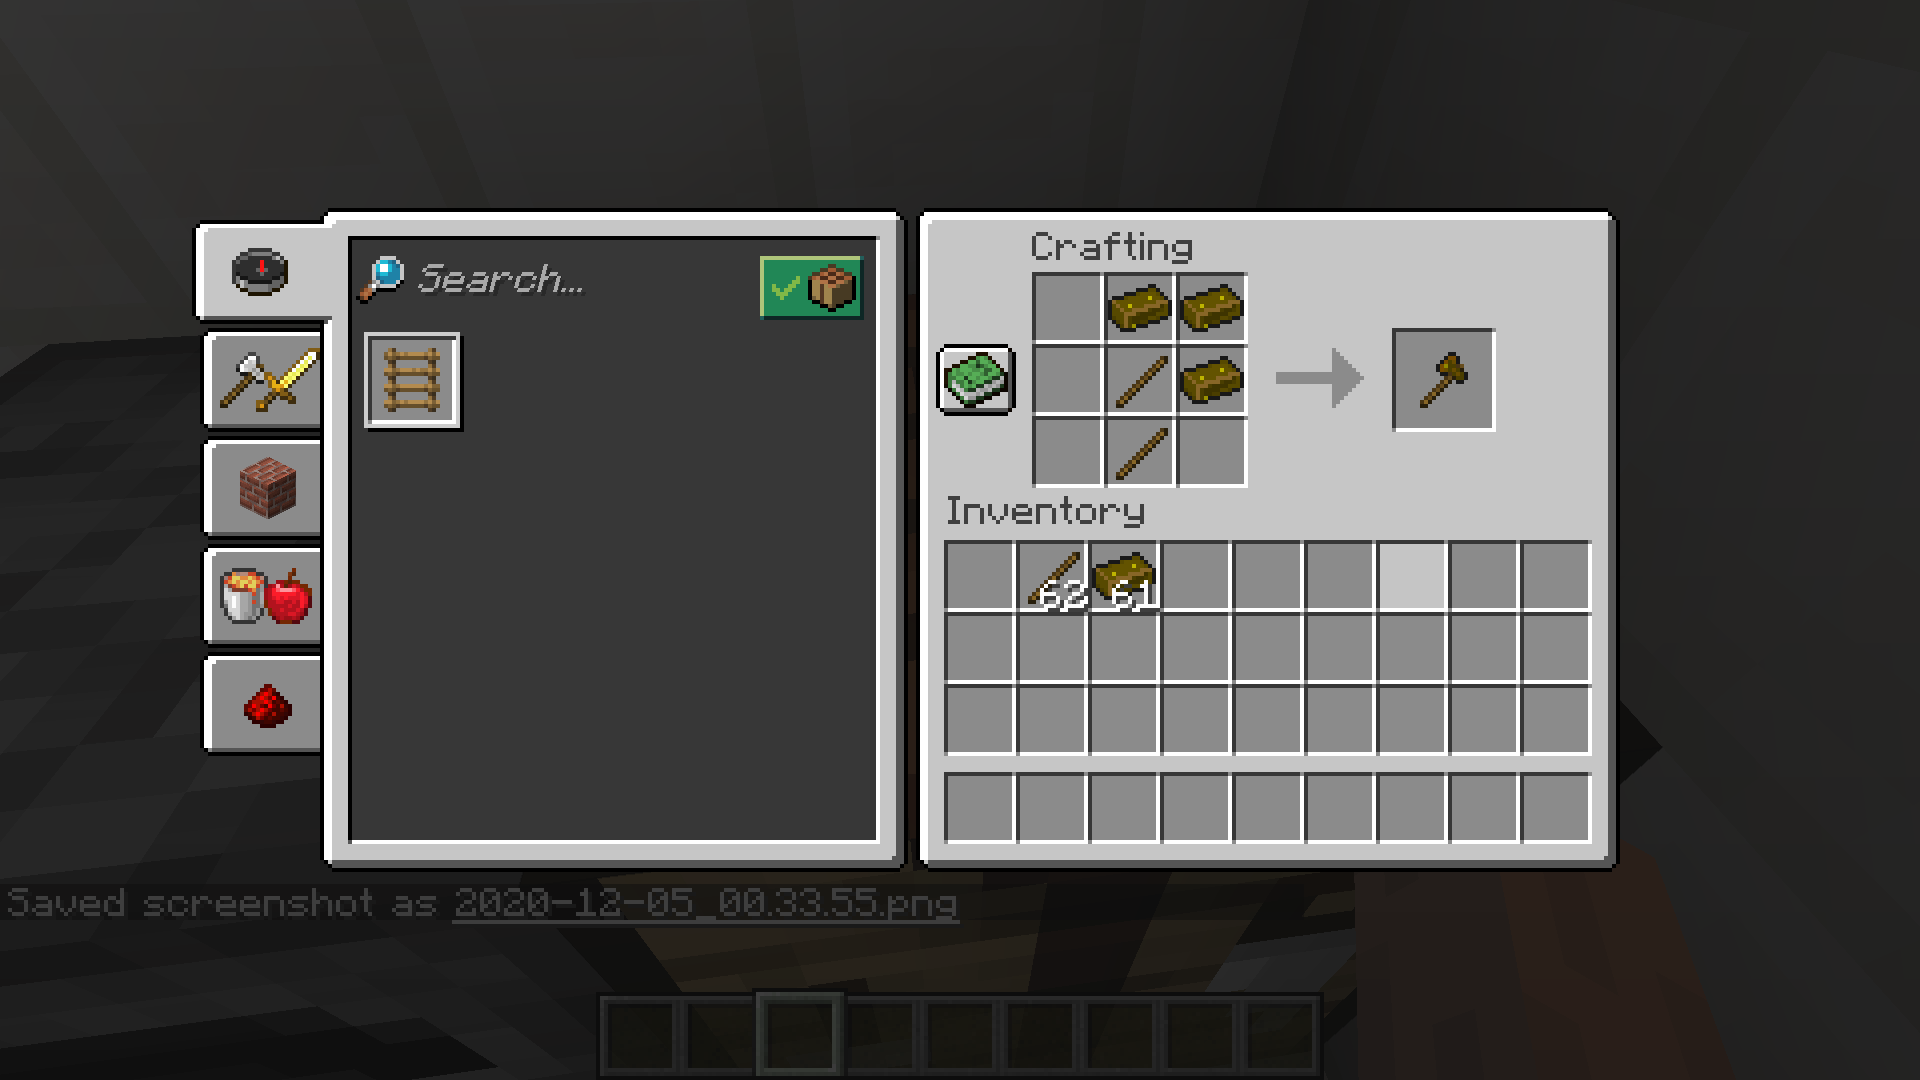 Search...
Crafting
Inventory
62 61
Saved screenshot as 2020-12-05_00.33.55.png